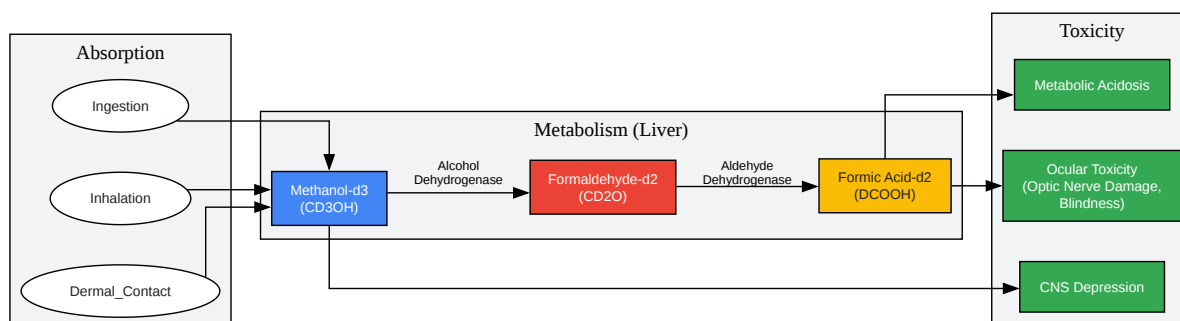 Absorption
Ingestion
Inhalation
Dermal_Contact
Metabolism (Liver)
Methanol-d3
(CD3OH)
Alcohol
Dehydrogenase
Formaldehyde-d2
(CD2O)
Aldehyde
Dehydrogenase
Formic Acid-d2
(DCOOH)
Toxicity
Metabolic Acidosis
Ocular Toxicity
(Optic Nerve Damage,
Blindness)
CNS Depression